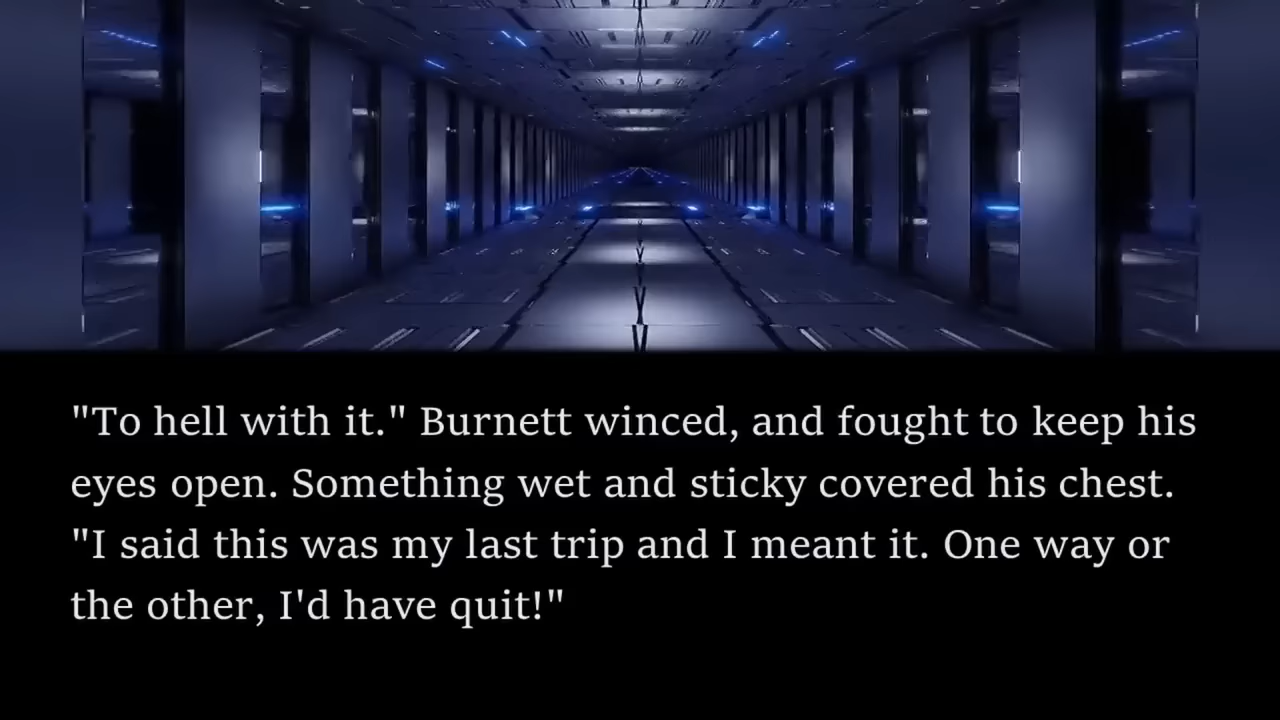 "To hell with it." Burnett winced, and fought to keep his
eyes open. Something wet and sticky covered his chest.
"I said this was my last trip and I meant it. One way or
the other, I'd have quit!"